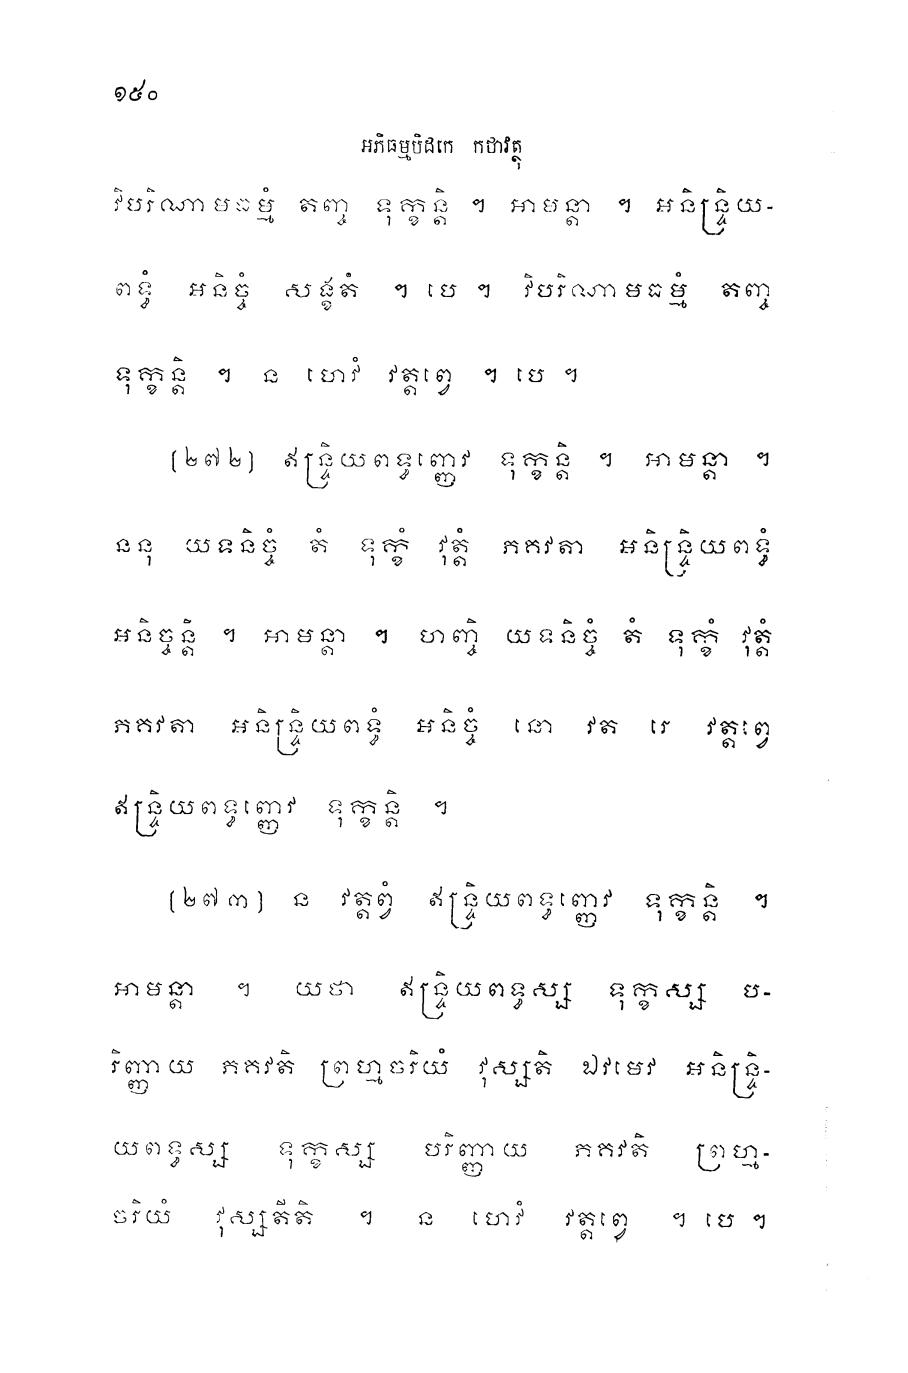 ១៥០
អភិធម្មបិដកេ កថាវត្ថុ
វិបរិណាមធម្មំ តញ្ច ទុក្ខន្តិ ។ អាមន្តា ។ អនិន្ទ្រិយ-
ពទ្ធំ អនិច្ចំ សង្ខតំ ។ បេ ។ វិបរិណាមធម្មំ តញ្ច
ទុក្ខន្តិ ។ ន ហេវំ វត្តព្វេ ។ បេ ។
(២៧២) ឥន្ទ្រិយពទ្ធញ្ញេវ ទុក្ខន្តិ ។ អាមន្តា ។
ននុ យទនិច្ចំ តំ ទុក្ខំ វុត្តំ ភគវតា អនិន្ទ្រិយពទ្ធំ
អនិច្ចន្តិ ។ អាមន្តា ។ ហញ្ចិ យទនិច្ចំ តំ ទុក្ខំ វុត្តំ
ភគវតា អនិន្ទ្រិយពទ្ធំ អនិច្ចំ នោ វត រេ វត្តព្វេ
ឥន្ទ្រិយពទ្ធញ្ញេវ ទុក្ខន្តិ ។
(២៧៣) ន វត្តព្វំ ឥន្ទ្រិយពទ្ធញ្ញេវ ទុក្ខន្តិ ។
អាមន្តា ។ យថា ឥន្ទ្រិយពទ្ធស្ស ទុក្ខស្ស ប-
រិញ្ញាយ ភគវតិ ព្រហ្មចរិយំ វុស្សតិ ឯវមេវ អនិន្ទ្រិ-
យពទ្ធស្ស ទុក្ខស្ស បរិញ្ញាយ ភគវតិ ព្រហ្ម-
ចរិយំ វុស្សតីតិ ។ ន ហេវំ វត្តព្វេ ។ បេ ។